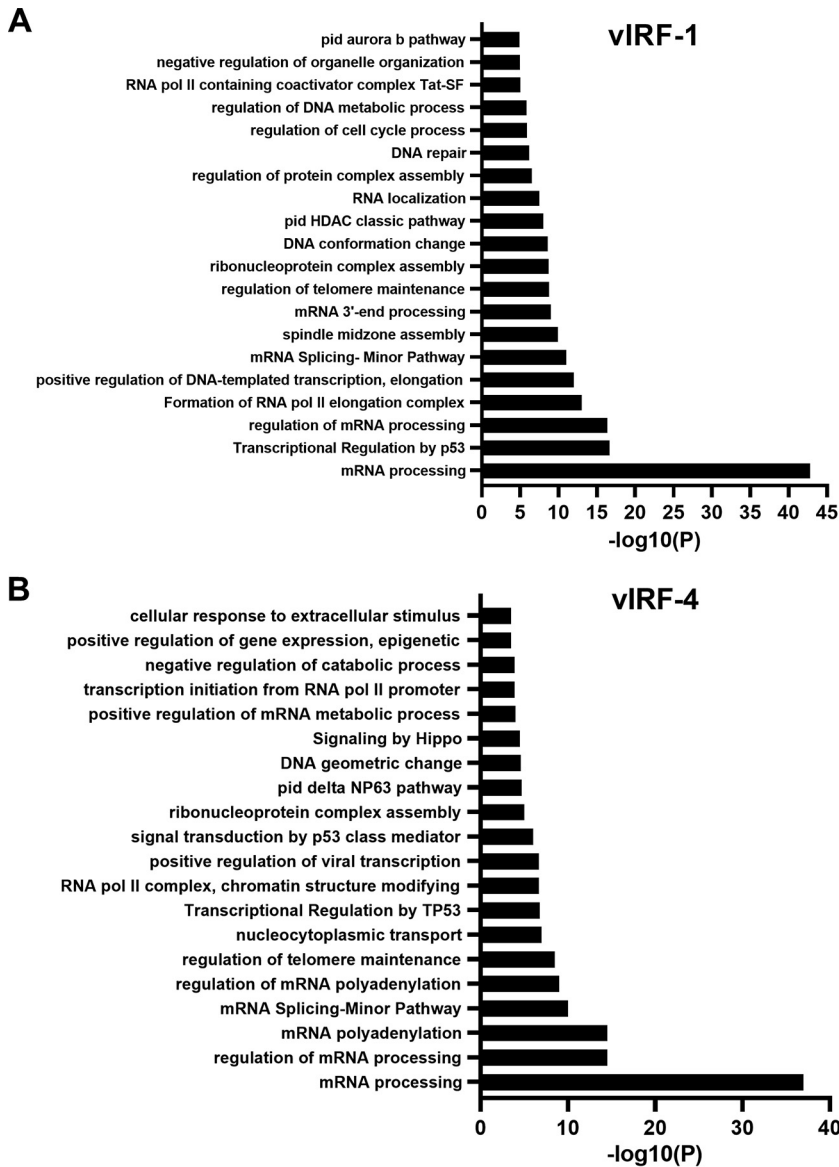 A
vIRF-1
pid aurora b pathway
negative regulation of organelle organization
RNA pol II containing coactivator complex Tat-SF
regulation of DNA metabolic process
regulation of cell cycle process
DNA repair
regulation of protein complex assembly
RNA localization
pid HDAC classic pathway
DNA conformation change
ribonucleoprotein complex assembly
regulation of telomere maintenance
mRNA 3'-end processing
spindle midzone assembly
mRNA Splicing- Minor Pathway
positive regulation of DNA-templated transcription, elongation
Formation of RNA pol II elongation complex
regulation of mRNA processing
Transcriptional Regulation by p53
mRNA processing
0 5 10 15 20 25 30 35 40 45
-log10(P)
B
vIRF-4
cellular response to extracellular stimulus
positive regulation of gene expression, epigenetic
negative regulation of catabolic process
transcription initiation from RNA pol II promoter
positive regulation of mRNA metabolic process
Signaling by Hippo
DNA geometric change
pid delta NP63 pathway
ribonucleoprotein complex assembly
signal transduction by p53 class mediator
positive regulation of viral transcription
RNA pol II complex, chromatin structure modifying
Transcriptional Regulation by TP53
nucleocytoplasmic transport
regulation of telomere maintenance
regulation of mRNA polyadenylation
mRNA Splicing-Minor Pathway
mRNA polyadenylation
regulation of mRNA processing
mRNA processing
0 10 20 30 40
-log10(P)